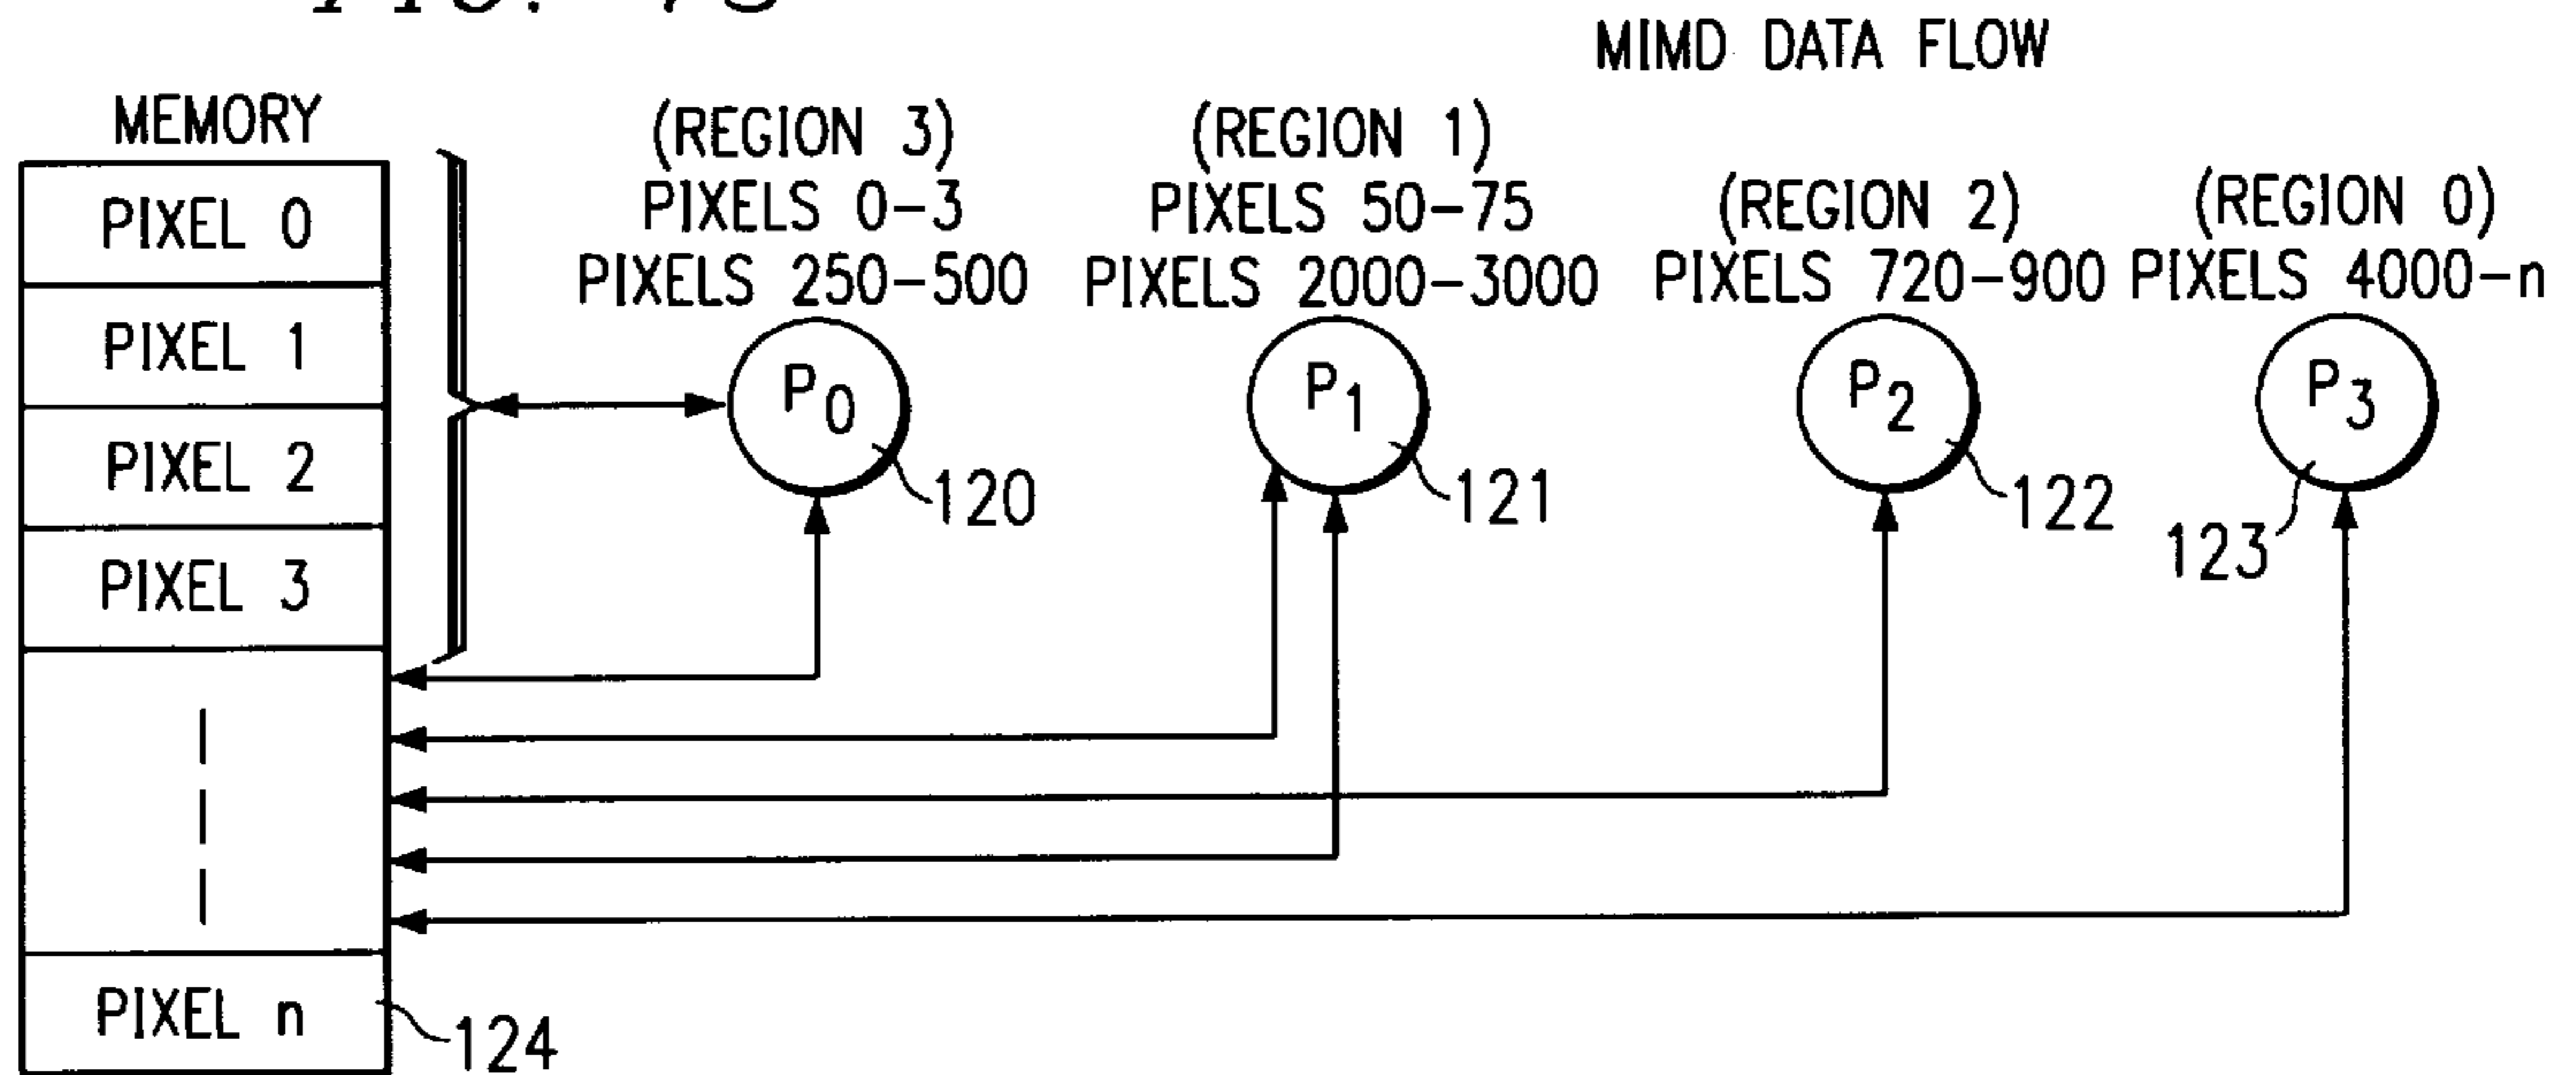 MIMD DATA FLOW
MEMORY
PIXEL 0
PIXEL 1
PIXEL 2
PIXEL 3
PIXEL n
124
(REGION 3)
PIXELS 0-3
PIXELS 250-500
P0
120
(REGION 1)
PIXELS 50-75
PIXELS 2000-3000
P1
121
(REGION 2)
PIXELS 720-900
P2
122
(REGION 0)
PIXELS 4000-n
P3
123